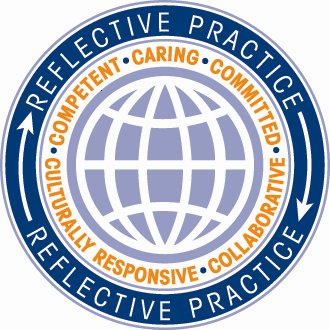 REFLECTIVE PRACTICE
COMPETENT • CARING • COMMITTED •
COLLABORATIVE • CULTURALLY RESPONSIVE •
REFLECTIVE PRACTICE